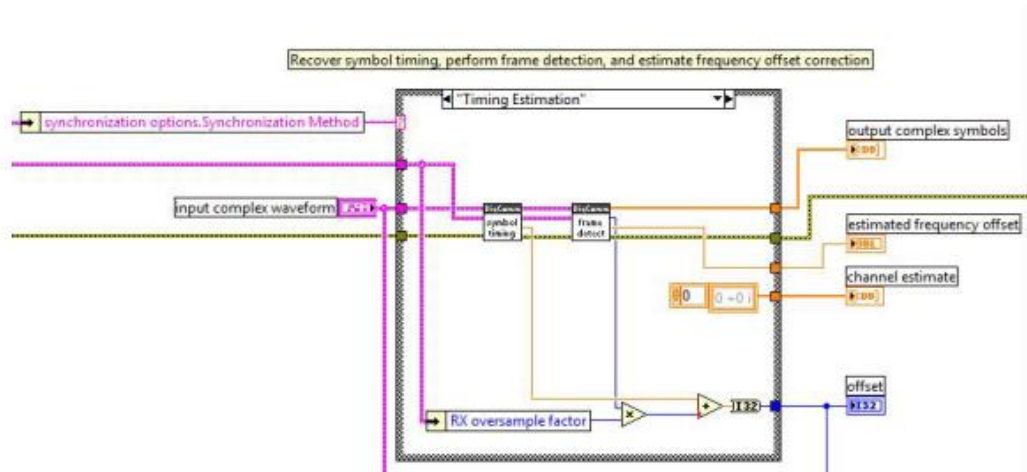 Recover symbol timing, perform frame detection, and estimate frequency offset correction
"Timing Estimation"
synchronization options.Synchronization Method
?
output complex symbols
input complex waveform
symbol timing
frame detect
estimated frequency offset
channel estimate
0
0 +0 i
offset
RX oversample factor
×
+
I32
I32